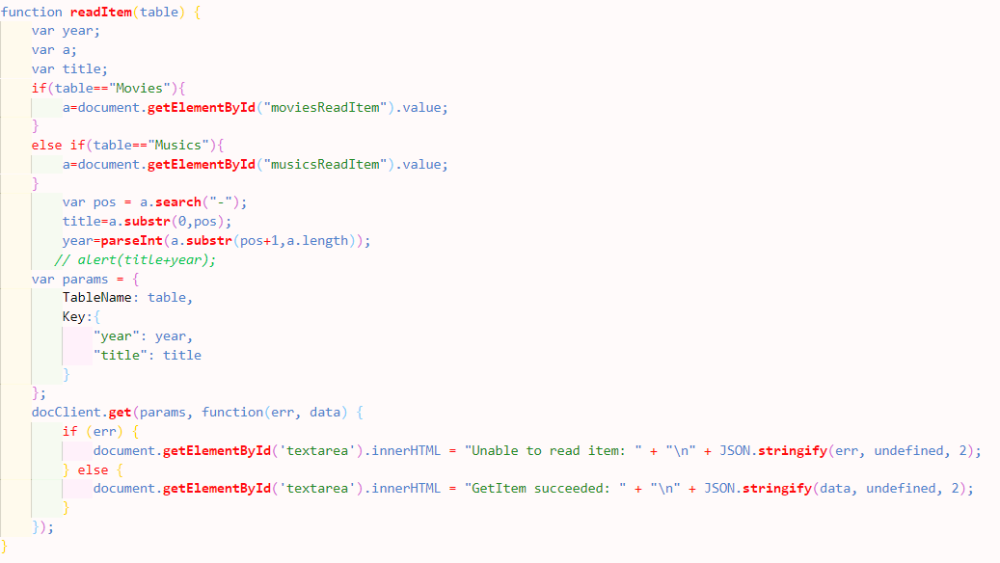 function readItem(table) {
    var year;
    var a;
    var title;
    if(table=="Movies"){
        a=document.getElementById("moviesReadItem").value;
    }
    else if(table=="Musics"){
        a=document.getElementById("musicsReadItem").value;
    }
        var pos = a.search("-");
        title=a.substr(0,pos);
        year=parseInt(a.substr(pos+1,a.length));
       // alert(title+year);
    var params = {
        TableName: table,
        Key:{
            "year": year,
            "title": title
        }
    };
    docClient.get(params, function(err, data) {
        if (err) {
            document.getElementById('textarea').innerHTML = "Unable to read item: " + "\n" + JSON.stringify(err, undefined, 2);
        } else {
            document.getElementById('textarea').innerHTML = "GetItem succeeded: " + "\n" + JSON.stringify(data, undefined, 2);
        }
    });
}